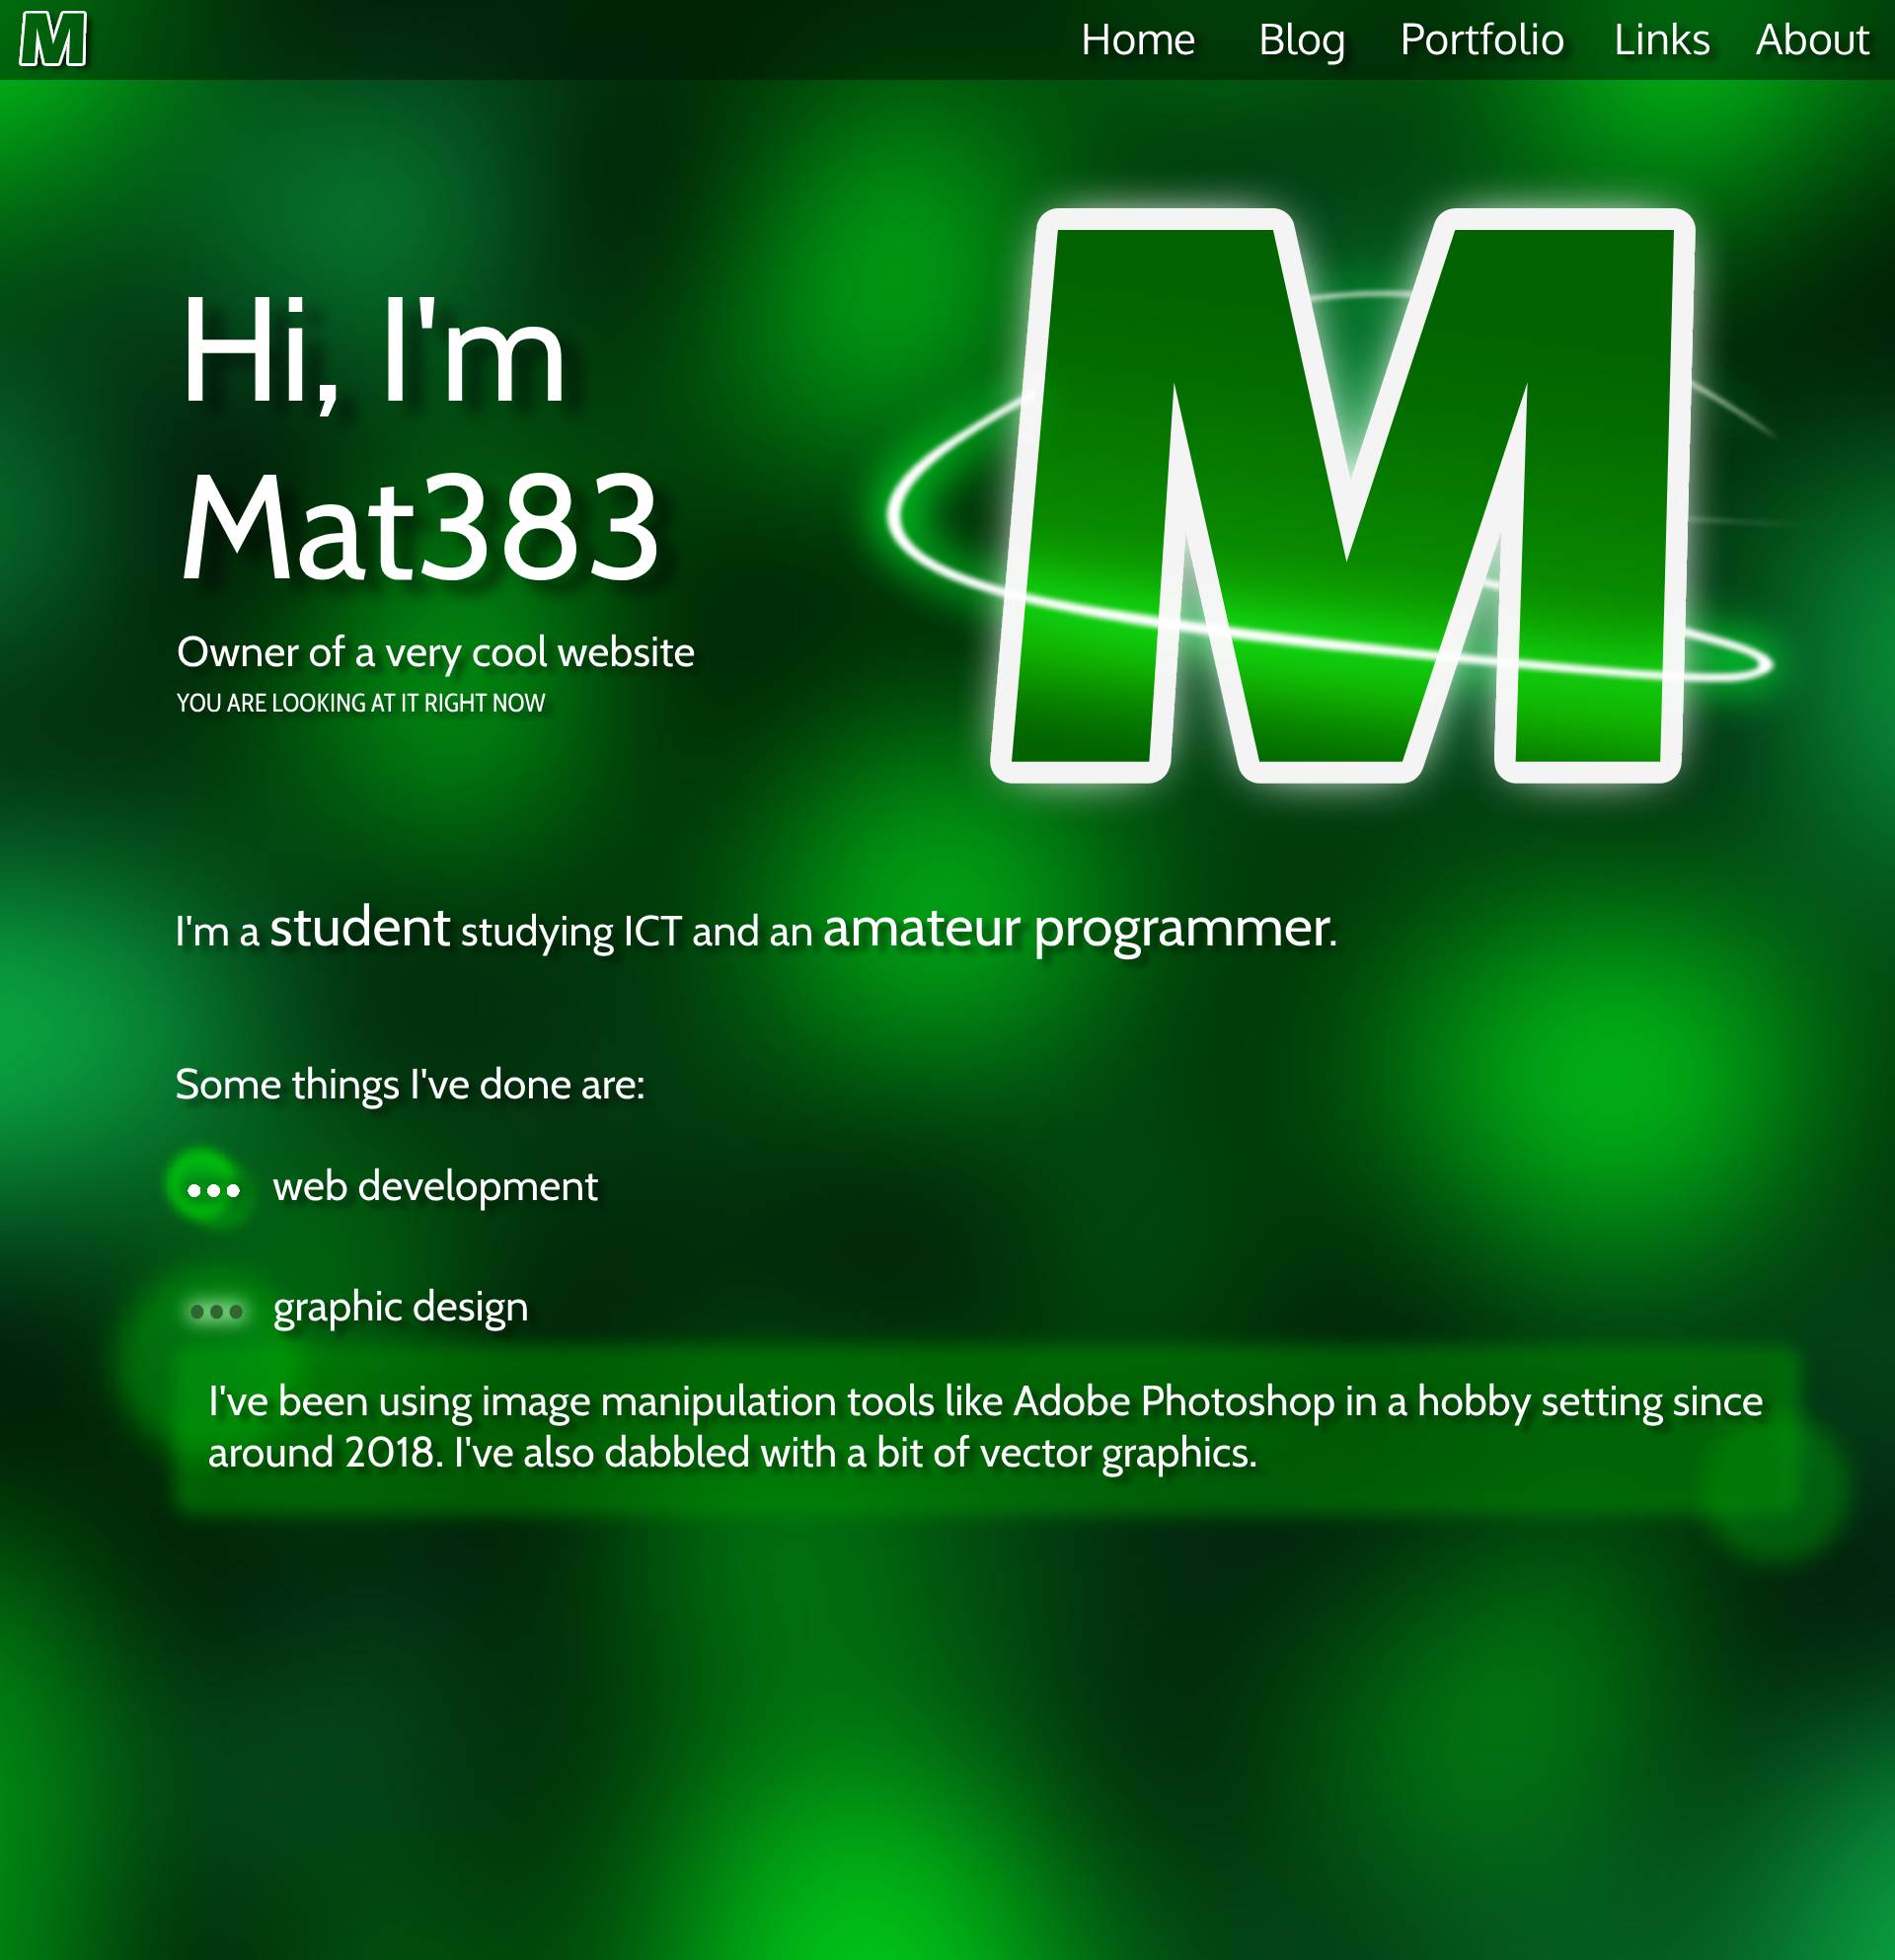 M
Home Blog Portfolio Links About
Hi, I'm
Mat383
M
Owner of a very cool website
YOU ARE LOOKING AT IT RIGHT NOW
I'm a student studying ICT and an amateur programmer.
Some things I've done are:
web development
graphic design
I've been using image manipulation tools like Adobe Photoshop in a hobby setting since
around 2018. I've also dabbled with a bit of vector graphics.